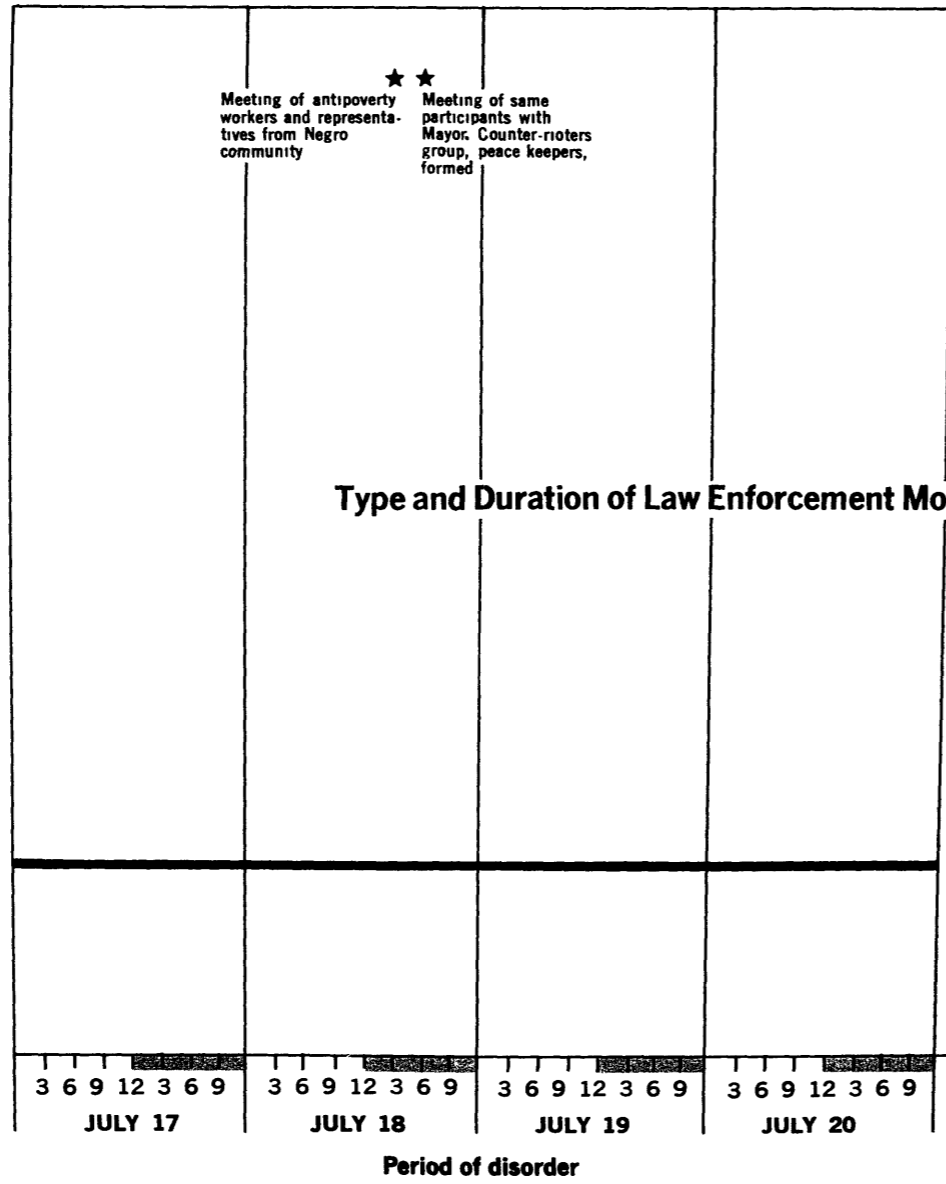 Meeting of antipoverty
workers and representa-
tives from Negro
community
Meeting of same
participants with
Mayor. Counter-rioters
group, peace keepers,
formed
Type and Duration of Law Enforcement Mo
3 6 9 12 3 6 9 3 6 9 12 3 6 9 3 6 9 12 3 6 9 3 6 9 12 3 6 9
JULY 17 JULY 18 JULY 19 JULY 20
Period of disorder